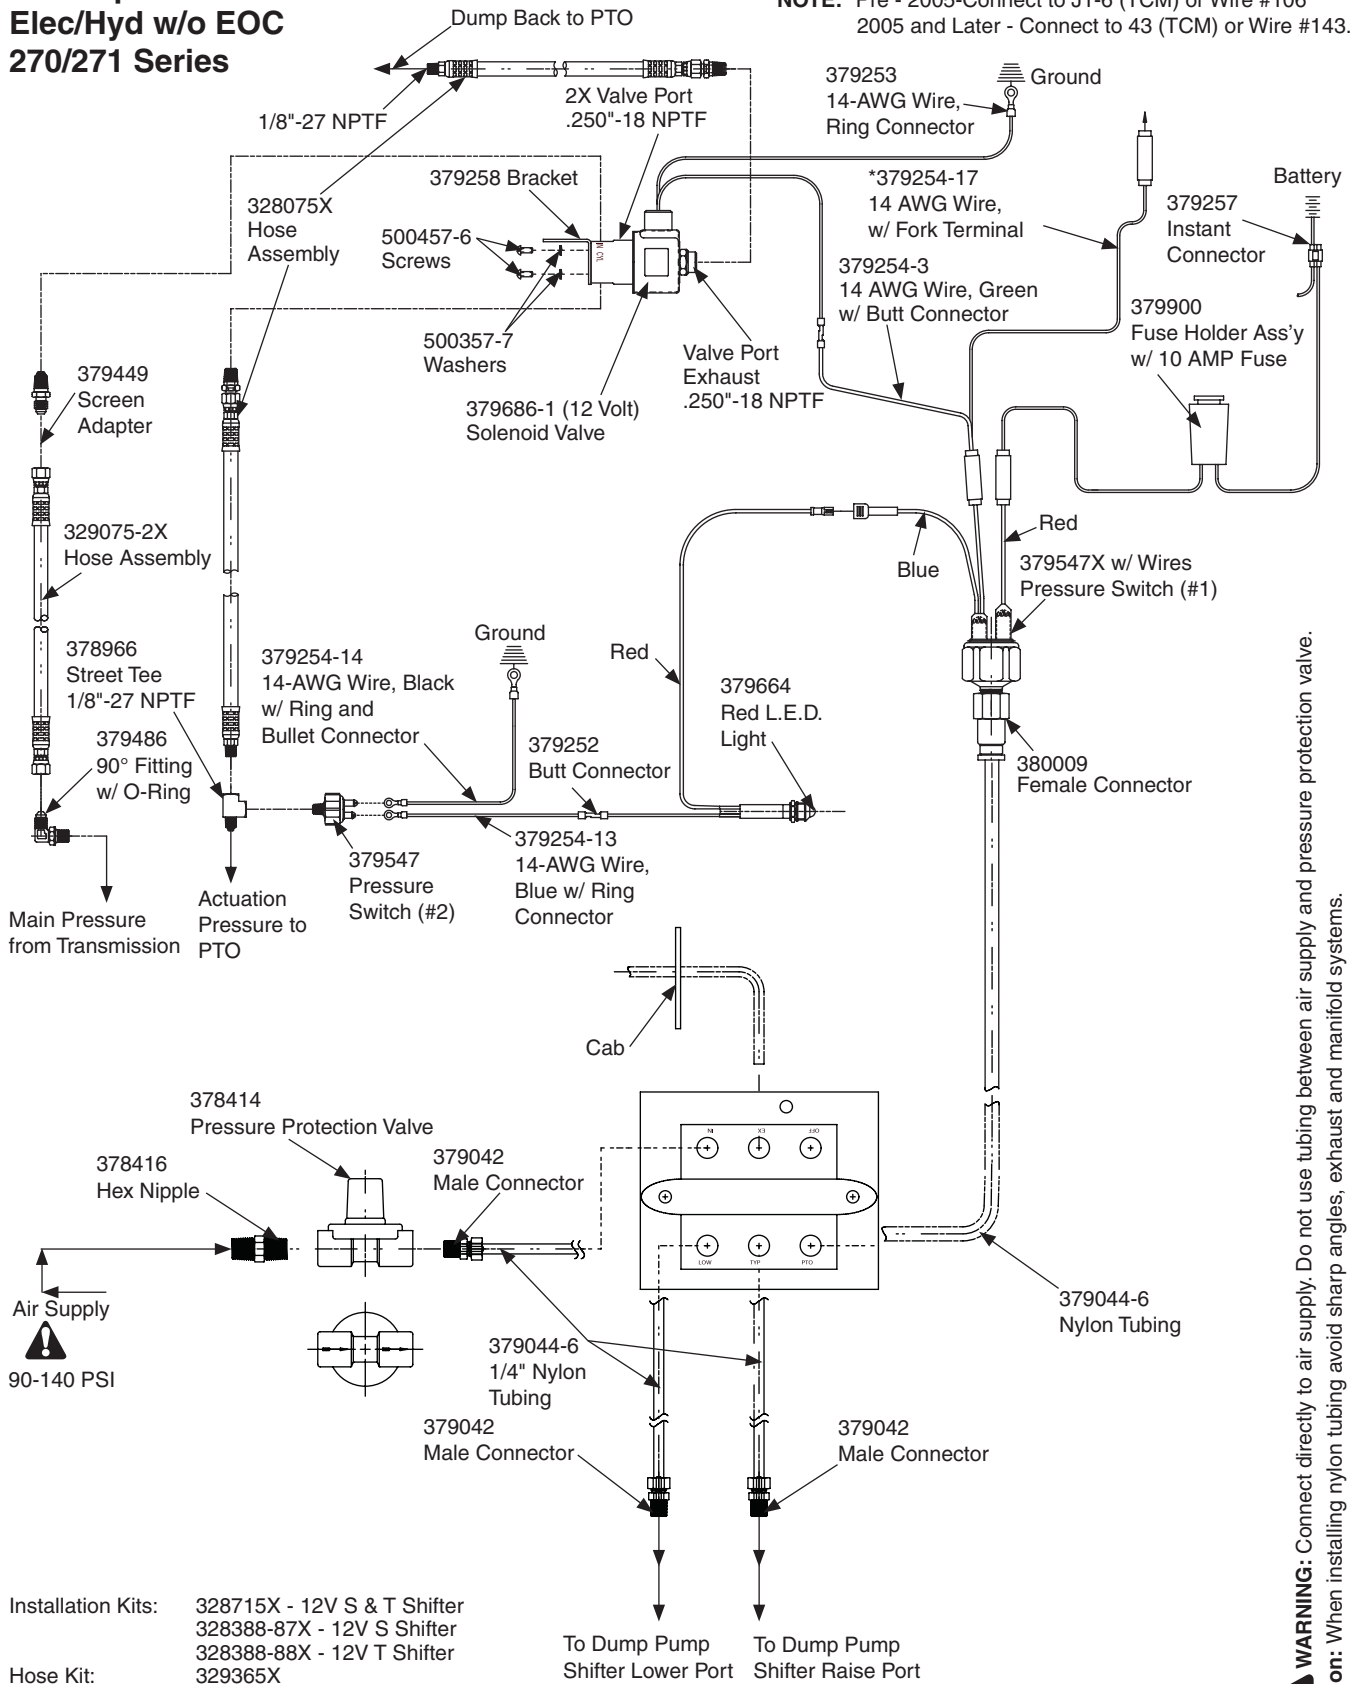 Elec/Hyd w/o EOC
270/271 Series
2005 and Later - Connect to 43 (TCM) or Wire #143.
Dump Back to PTO
1/8"-27 NPTF
2X Valve Port
.250"-18 NPTF
379253
14-AWG Wire,
Ring Connector
Ground
379258 Bracket
*379254-17
14 AWG Wire,
w/ Fork Terminal
379257
Instant
Connector
Battery
328075X
Hose
Assembly
500457-6
Screws
IN
CYL
379254-3
14 AWG Wire, Green
w/ Butt Connector
379900
Fuse Holder Ass'y
w/ 10 AMP Fuse
500357-7
Washers
Valve Port
Exhaust
.250"-18 NPTF
379449
Screen
Adapter
379686-1 (12 Volt)
Solenoid Valve
329075-2X
Hose Assembly
Red
Blue
379547X w/ Wires
Pressure Switch (#1)
Ground
378966
Street Tee
1/8"-27 NPTF
379254-14
14-AWG Wire, Black
w/ Ring and
Bullet Connector
Red
379664
Red L.E.D.
Light
379486
90° Fitting
w/ O-Ring
379252
Butt Connector
380009
Female Connector
379547
Pressure
Switch (#2)
379254-13
14-AWG Wire,
Blue w/ Ring
Connector
Main Pressure
from Transmission
Actuation
Pressure to
PTO
Cab
378414
Pressure Protection Valve
378416
Hex Nipple
379042
Male Connector
IN
EX
OFF
LOW
TYP
PTO
Air Supply
90-140 PSI
379044-6
1/4" Nylon
Tubing
379044-6
Nylon Tubing
379042
Male Connector
379042
Male Connector
To Dump Pump
Shifter Lower Port
To Dump Pump
Shifter Raise Port
Installation Kits: 328715X - 12V S & T Shifter
328388-87X - 12V S Shifter
328388-88X - 12V T Shifter
Hose Kit: 329365X
WARNING: Connect directly to air supply. Do not use tubing between air supply and pressure protection valve.
on: When installing nylon tubing avoid sharp angles, exhaust and manifold systems.